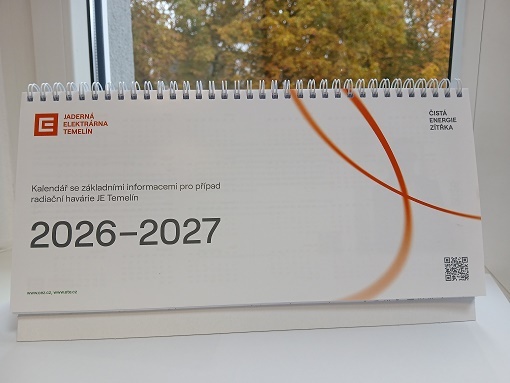 JADERNÁ
ELEKTRÁRNA
TEMELÍN
ČISTÁ
ENERGIE
ZÍTŘKA
Kalendář se základními informacemi pro případ
radiační havárie JE Temelín
2026–2027
www.cez.cz, www.ote.cz